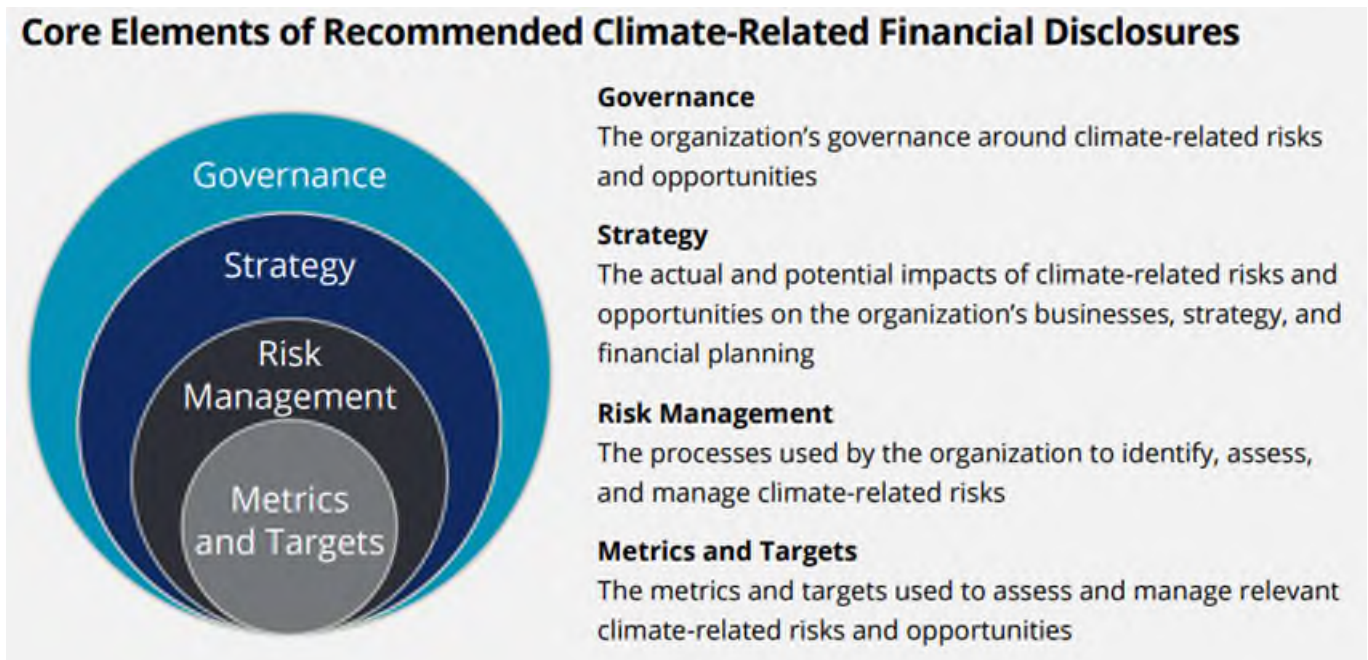 Core Elements of Recommended Climate-Related Financial Disclosures
Governance
Strategy
Risk
Management
Metrics
and Targets
Governance
The organization’s governance around climate-related risks
and opportunities
Strategy
The actual and potential impacts of climate-related risks and
opportunities on the organization’s businesses, strategy, and
financial planning
Risk Management
The processes used by the organization to identify, assess,
and manage climate-related risks
Metrics and Targets
The metrics and targets used to assess and manage relevant
climate-related risks and opportunities